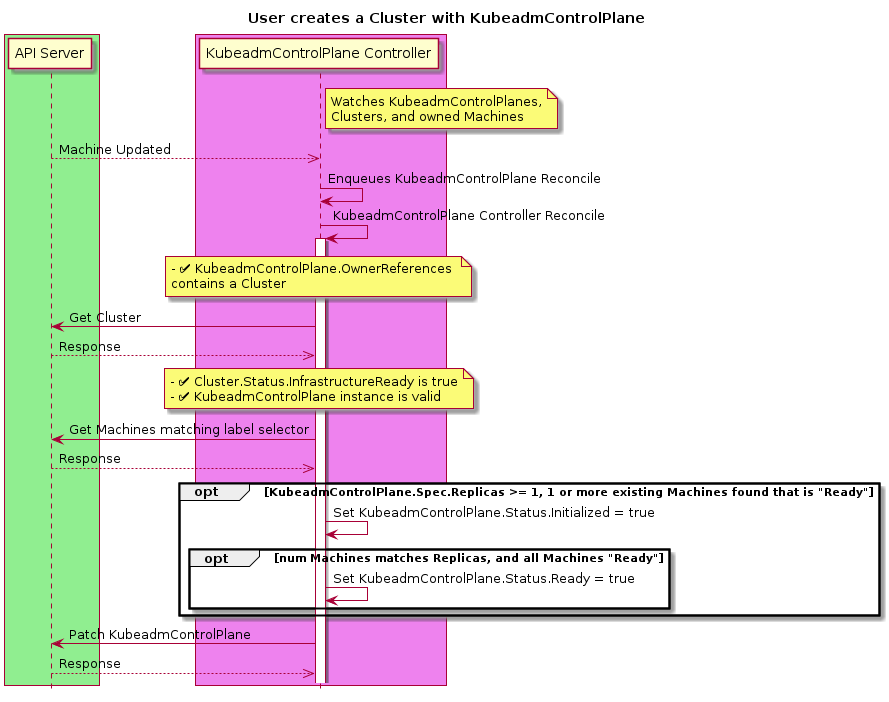 User creates a Cluster with KubeadmControlPlane
API Server
KubeadmControlPlane Controller
Watches KubeadmControlPlanes,
Clusters, and owned Machines
Machine Updated
Enqueues KubeadmControlPlane Reconcile
KubeadmControlPlane Controller Reconcile
- ✔ KubeadmControlPlane.OwnerReferences
contains a Cluster
Get Cluster
Response
- ✔ Cluster.Status.InfrastructureReady is true
- ✔ KubeadmControlPlane instance is valid
Get Machines matching label selector
Response
opt [KubeadmControlPlane.Spec.Replicas >= 1, 1 or more existing Machines found that is "Ready"]
Set KubeadmControlPlane.Status.Initialized = true
opt [num Machines matches Replicas, and all Machines "Ready"]
Set KubeadmControlPlane.Status.Ready = true
Patch KubeadmControlPlane
Response